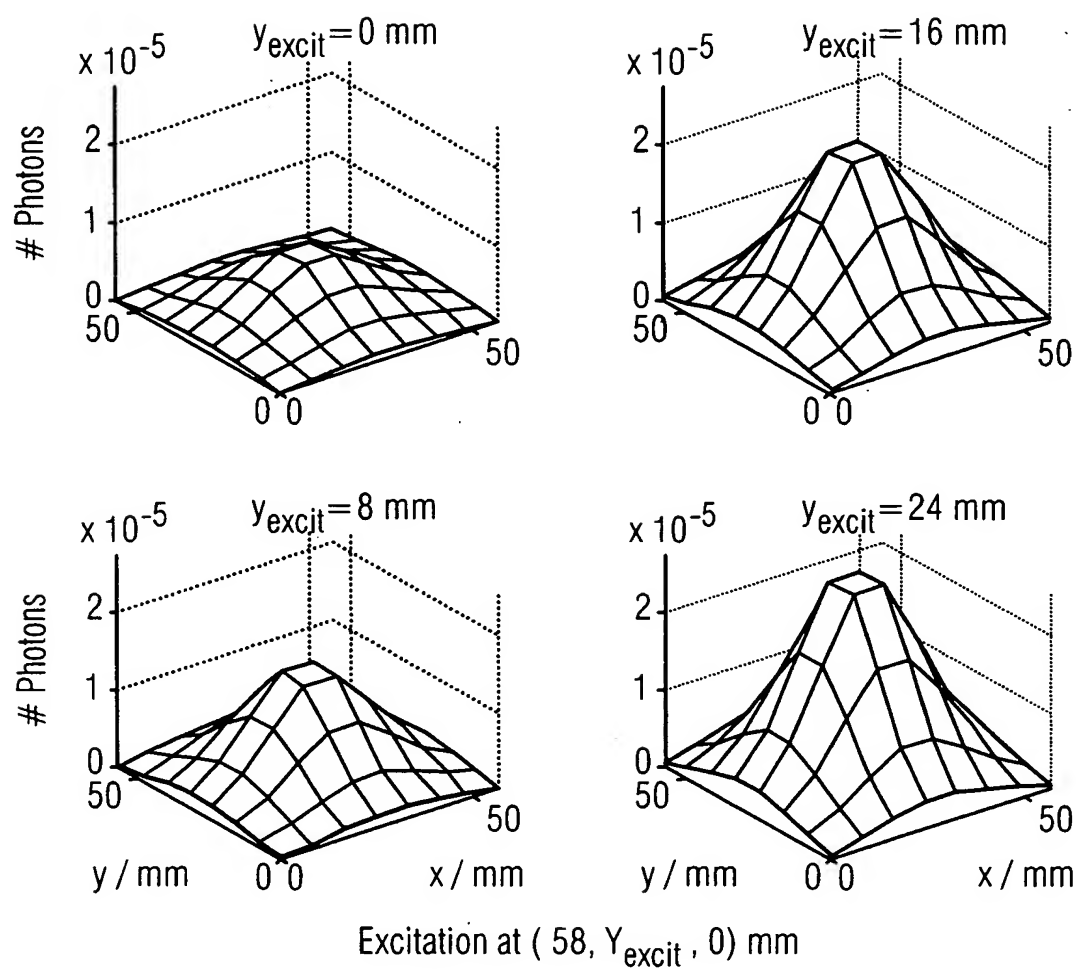 y_excit = 0 mm
x 10^-5
# Photons
2
1
0
50
0 0
50
y_excit = 16 mm
x 10^-5
2
1
0
50
0 0
50
y_excit = 8 mm
x 10^-5
# Photons
2
1
0
50
0 0
50
y / mm
x / mm
y_excit = 24 mm
x 10^-5
2
1
0
50
0 0
50
y / mm
x / mm
Excitation at ( 58, Y_excit , 0) mm